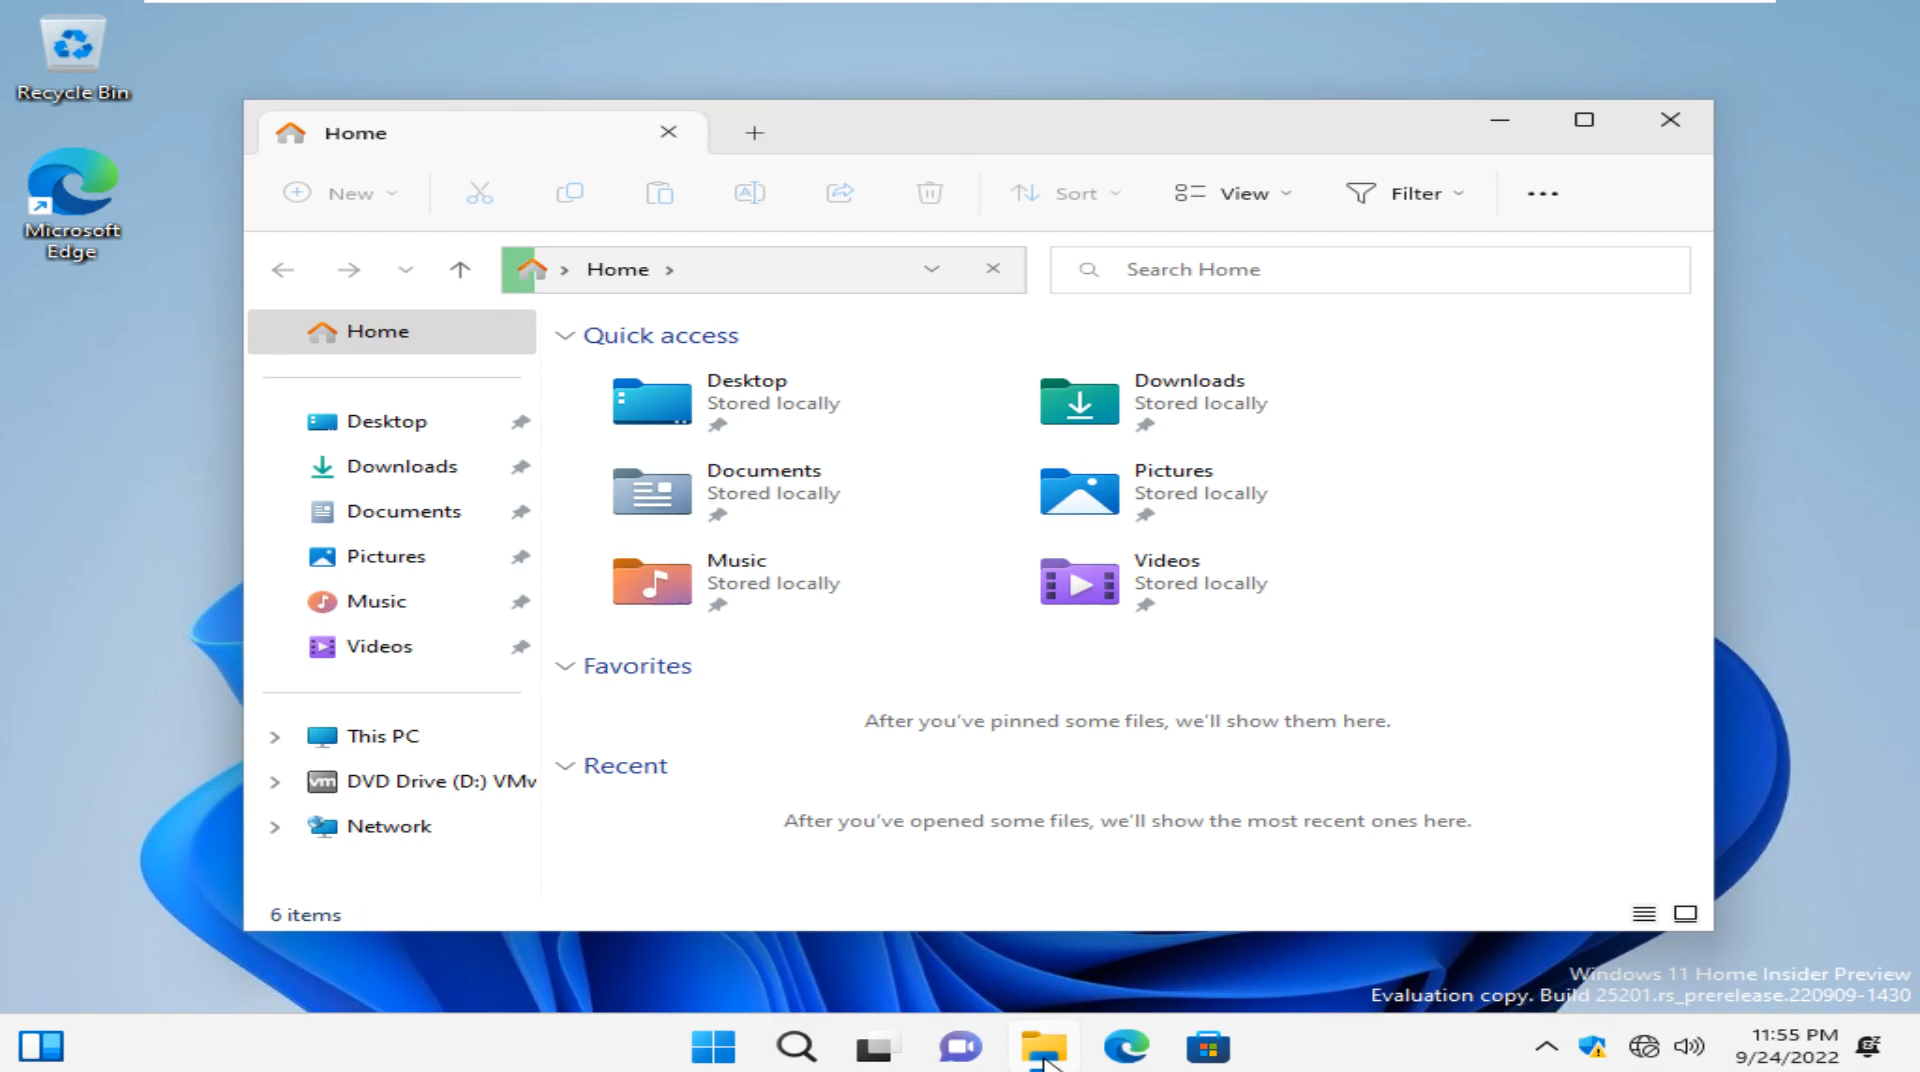 Recycle Bin
Microsoft
Edge
Home
New
Sort
View
Filter
Home
Search Home
Home
Desktop
Downloads
Documents
Pictures
Music
Videos
This PC
DVD Drive (D:) VMw
Network
Quick access
Desktop
Stored locally
Downloads
Stored locally
Documents
Stored locally
Pictures
Stored locally
Music
Stored locally
Videos
Stored locally
Favorites
After you've pinned some files, we'll show them here.
Recent
After you've opened some files, we'll show the most recent ones here.
6 items
Windows 11 Home Insider Preview
Evaluation copy. Build 25201.rs_prerelease.220909-1430
11:55 PM
9/24/2022